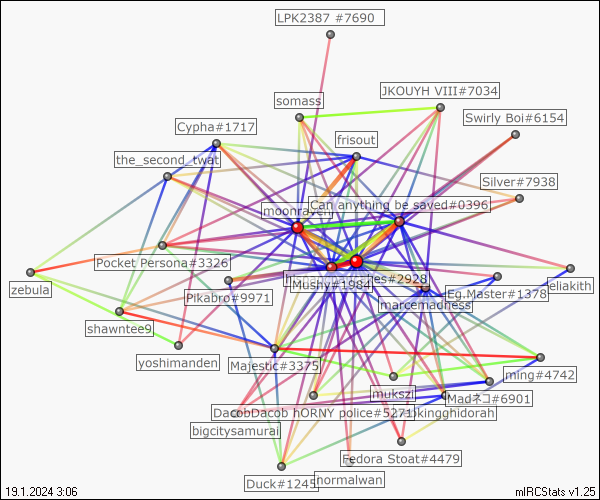 LPK2387 #7690
JKOUYH VIII#7034
somass
Swirly Boi#6154
Cypha#1717
frisout
the_second_twat
Silver#7938
Can anything be saved#0396
moonraven
Pocket Persona#3326
es#2928
Mushy#1984
zebula
Pikabro#9971
Eg.Master#1378
eliakith
marcemadness
shawntee9
yoshimanden
Majestic#3375
ming#4742
mukszi
Madネコ#6901
DacobDacob hORNY police#5271
kingghidorah
bigcitysamurai
Fedora Stoat#4479
Duck#1245
normalwan
19.1.2024 3:06
mIRCStats v1.25